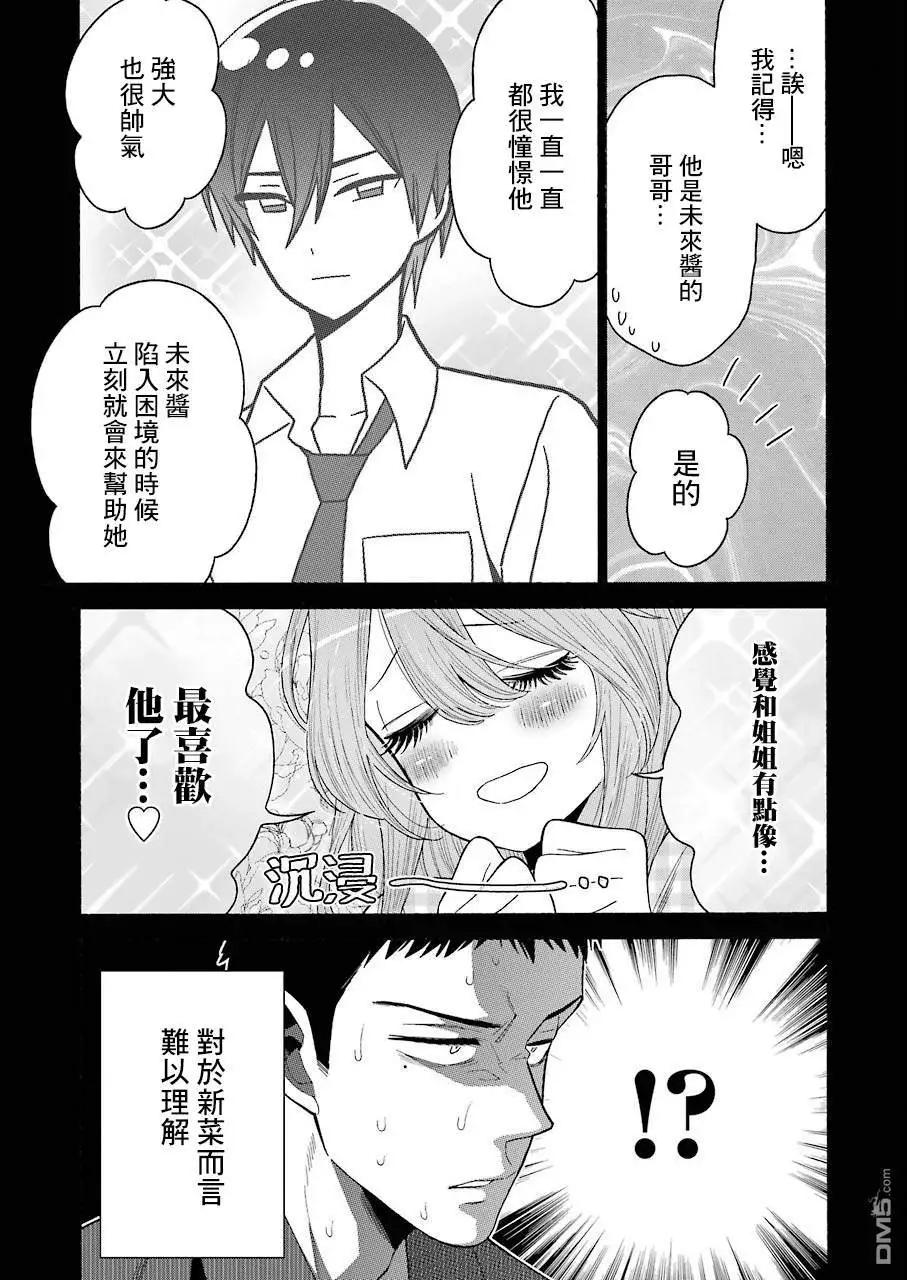 …誒——嗯
我記得…
他是未來醬的
哥哥…
是的
我一直一直
都很憧憬他
強大
也很帥氣
未來醬
陷入困境的時候
立刻就會來幫助她
感覺和姐姐有點像…
最喜歡
他了…♡
沉浸
!?
對於新菜而言
難以理解
DM5.com